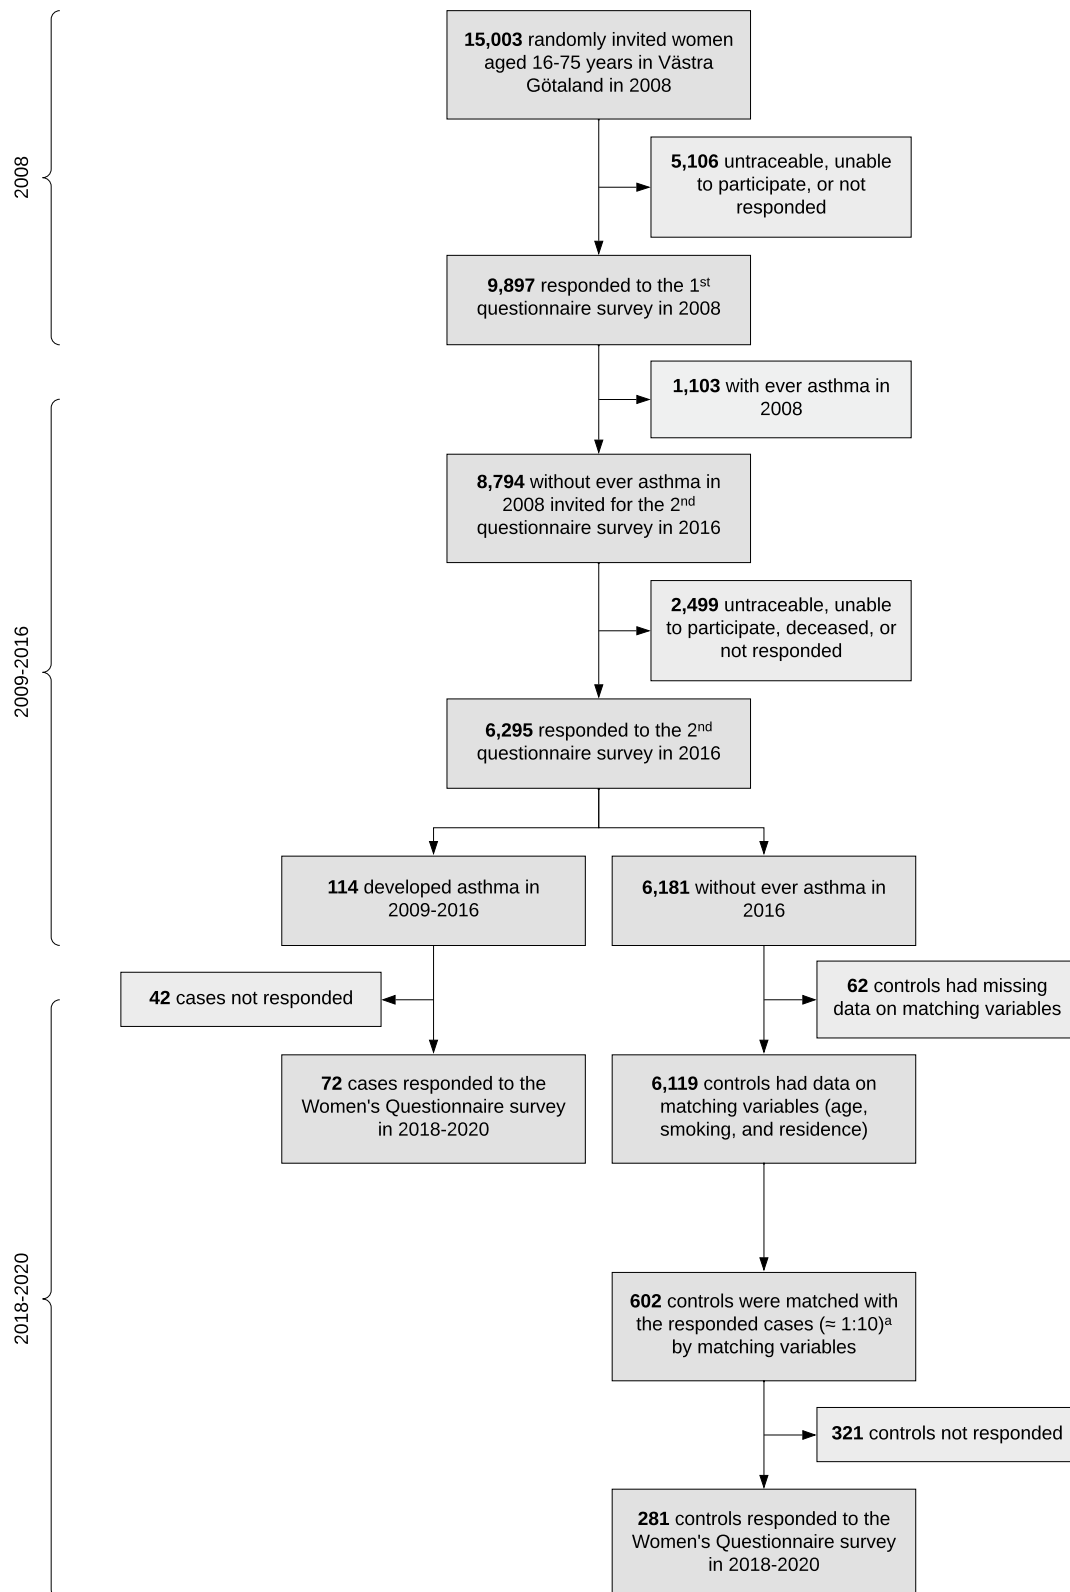 15,003 randomly invited women
aged 16-75 years in Västra
Götaland in 2008
2008
5,106 untraceable, unable
to participate, or not
responded
9,897 responded to the 1st
questionnaire survey in 2008
1,103 with ever asthma in
2008
8,794 without ever asthma in
2008 invited for the 2nd
questionnaire survey in 2016
2009-2016
2,499 untraceable, unable
to participate, deceased, or
not responded
6,295 responded to the 2nd
questionnaire survey in 2016
114 developed asthma in
2009-2016
6,181 without ever asthma in
2016
42 cases not responded
62 controls had missing
data on matching variables
72 cases responded to the
Women's Questionnaire survey
in 2018-2020
6,119 controls had data on
matching variables (age,
smoking, and residence)
2018-2020
602 controls were matched with
the responded cases (≈ 1:10)a
by matching variables
321 controls not responded
281 controls responded to the
Women's Questionnaire survey
in 2018-2020